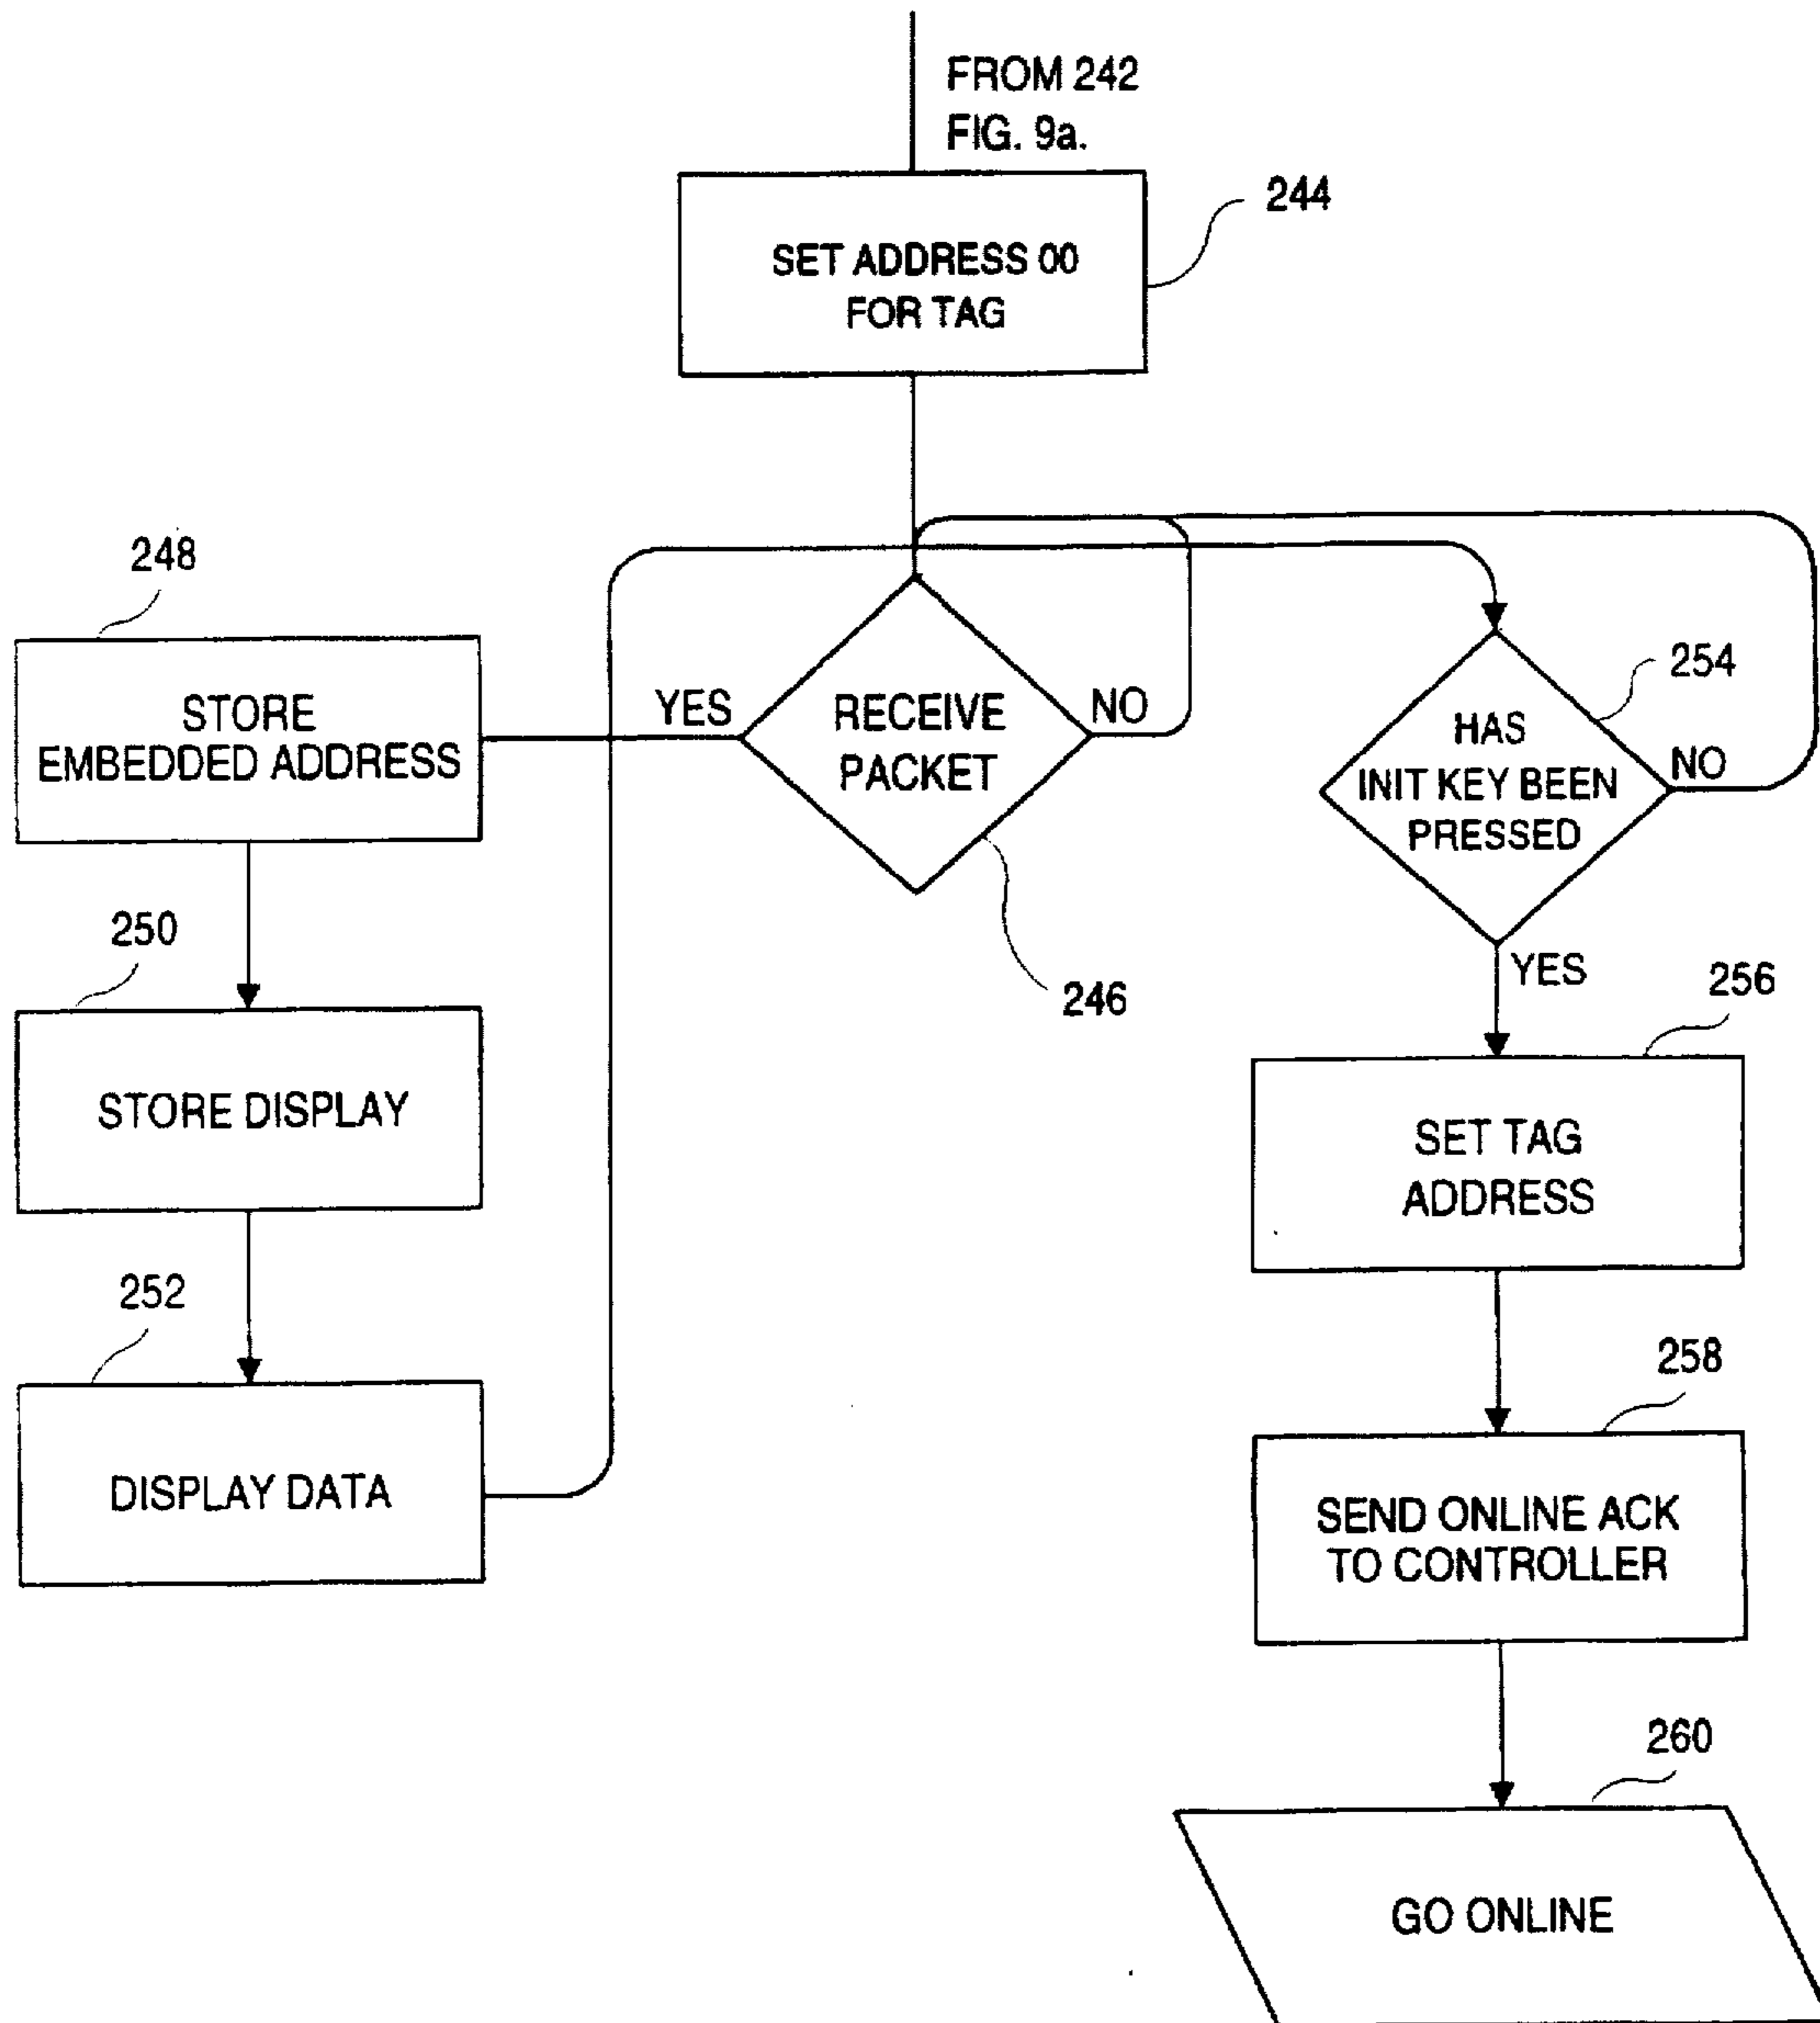 FROM 242
FIG. 9a.
244
SET ADDRESS 00
FOR TAG
248
STORE
EMBEDDED ADDRESS
YES
RECEIVE
PACKET
NO
246
254
HAS
INIT KEY BEEN
PRESSED
NO
YES
250
STORE DISPLAY
256
SET TAG
ADDRESS
252
DISPLAY DATA
258
SEND ONLINE ACK
TO CONTROLLER
260
GO ONLINE